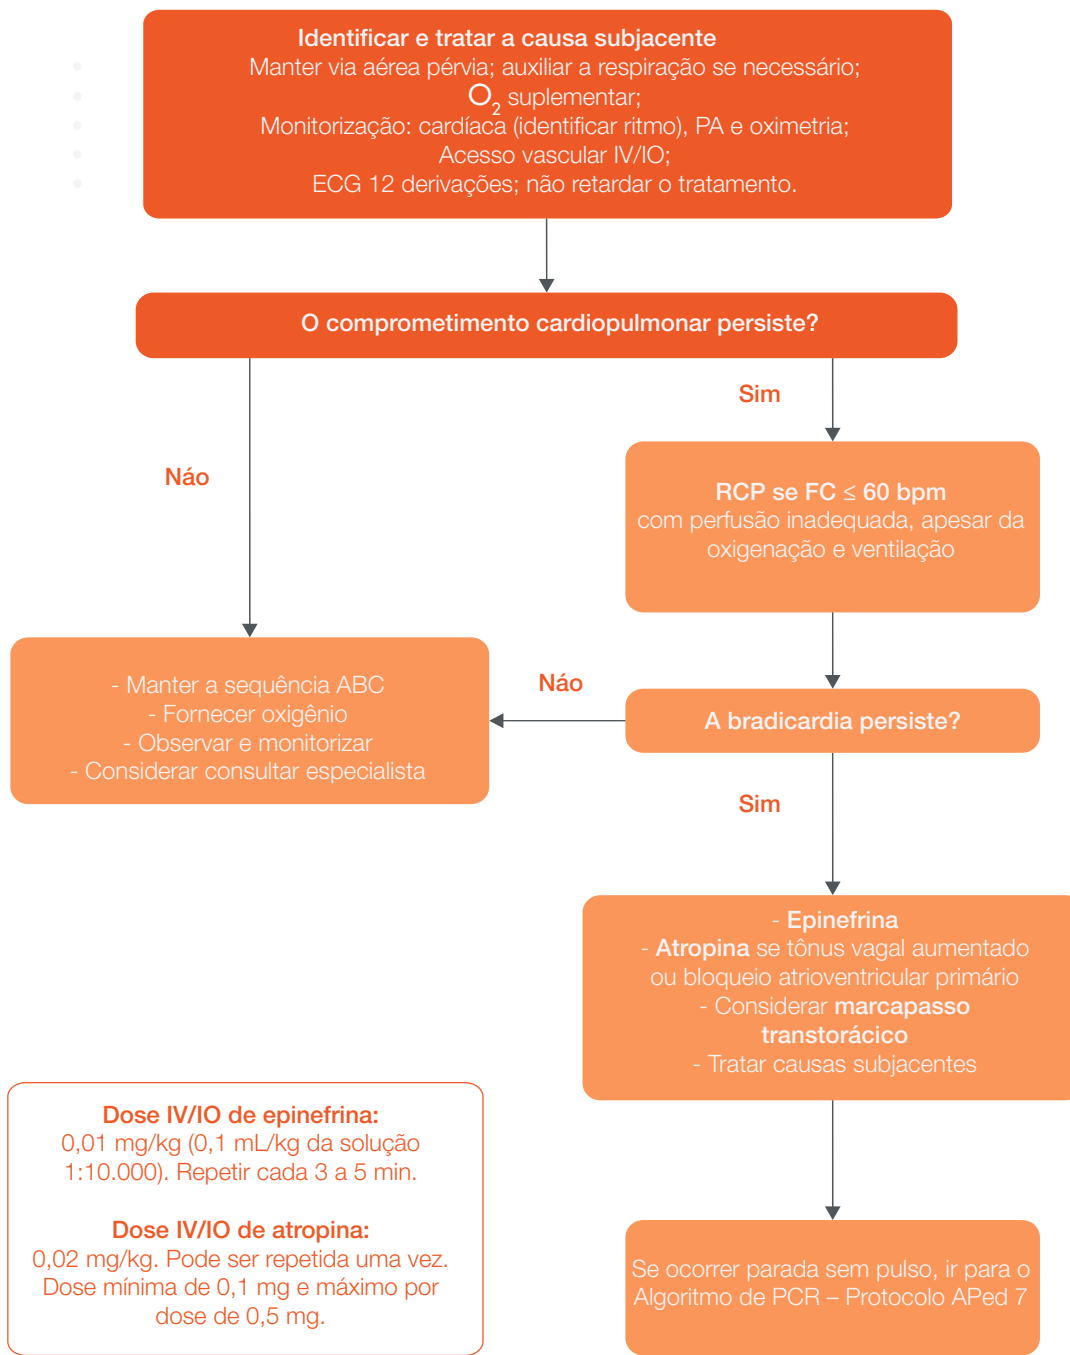 Identificar e tratar a causa subjacente
Manter via aérea pérvia; auxiliar a respiração se necessário;
O2 suplementar;
Monitorização: cardíaca (identificar ritmo), PA e oximetria;
Acesso vascular IV/IO;
ECG 12 derivações; não retardar o tratamento.
O comprometimento cardiopulmonar persiste?
Sim
Náo
RCP se FC ≤ 60 bpm
com perfusão inadequada, apesar da
oxigenação e ventilação
- Manter a sequência ABC
- Fornecer oxigênio
- Observar e monitorizar
- Considerar consultar especialista
Náo
A bradicardia persiste?
Sim
- Epinefrina
- Atropina se tônus vagal aumentado
ou bloqueio atrioventricular primário
- Considerar marcapasso
transtorácico
- Tratar causas subjacentes
Dose IV/IO de epinefrina:
0,01 mg/kg (0,1 mL/kg da solução
1:10.000). Repetir cada 3 a 5 min.
Dose IV/IO de atropina:
0,02 mg/kg. Pode ser repetida uma vez.
Dose mínima de 0,1 mg e máximo por
dose de 0,5 mg.
Se ocorrer parada sem pulso, ir para o
Algoritmo de PCR – Protocolo APed 7